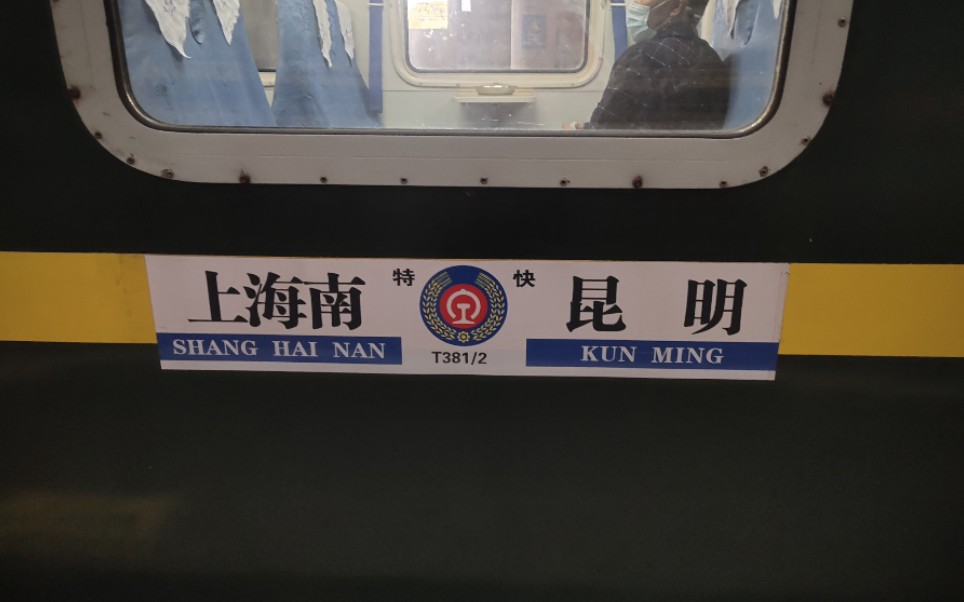 上海南 特 快 昆 明
SHANG HAI NAN T381/2 KUN MING